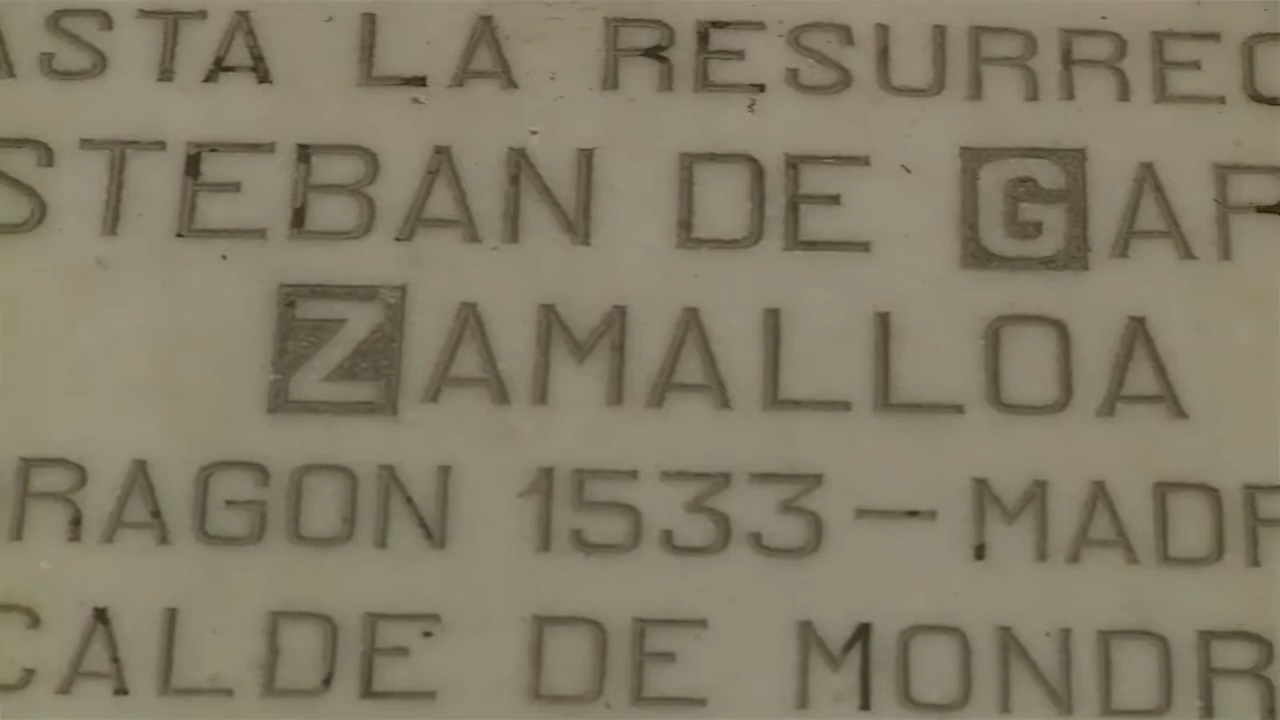 ASTA LA RESURREC
STEBAN DE GAR
ZAMALLOA
RAGON 1533 - MADR
CALDE DE MONDR